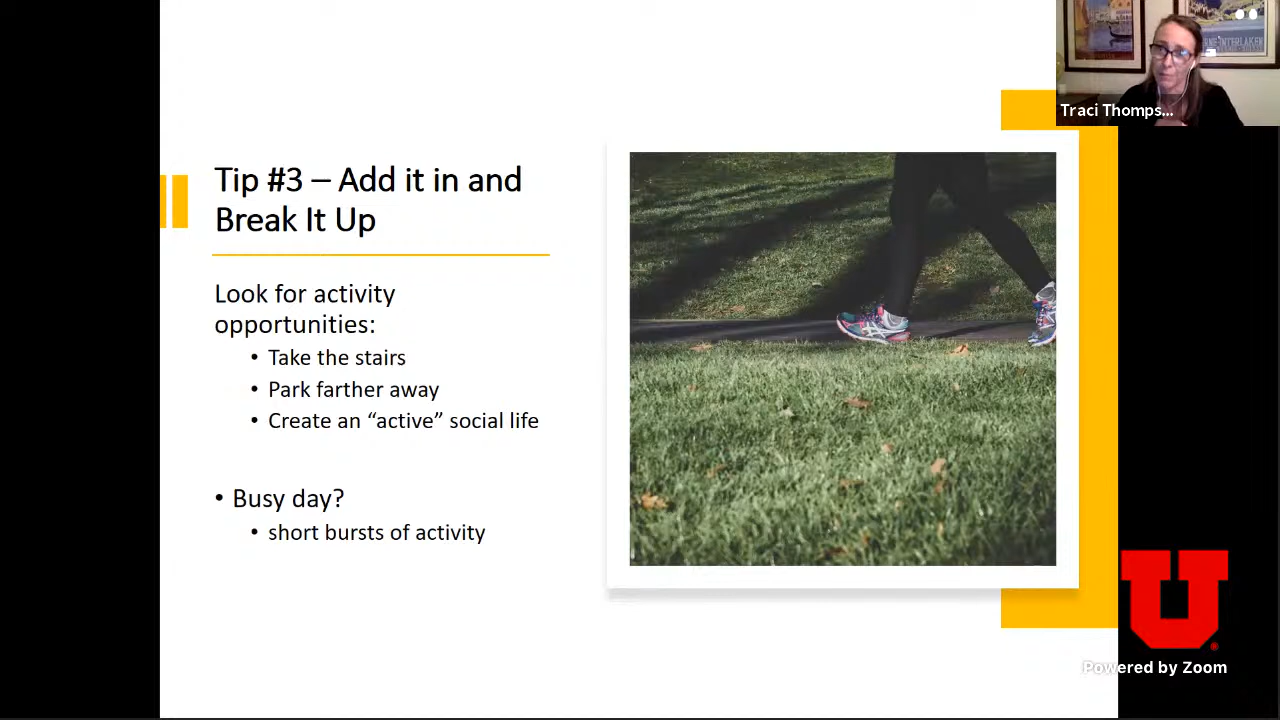 Tip #3 – Add it in and
Break It Up
Look for activity
opportunities:
• Take the stairs
• Park farther away
• Create an “active” social life
• Busy day?
• short bursts of activity
Traci Thomps...
U
Powered by Zoom